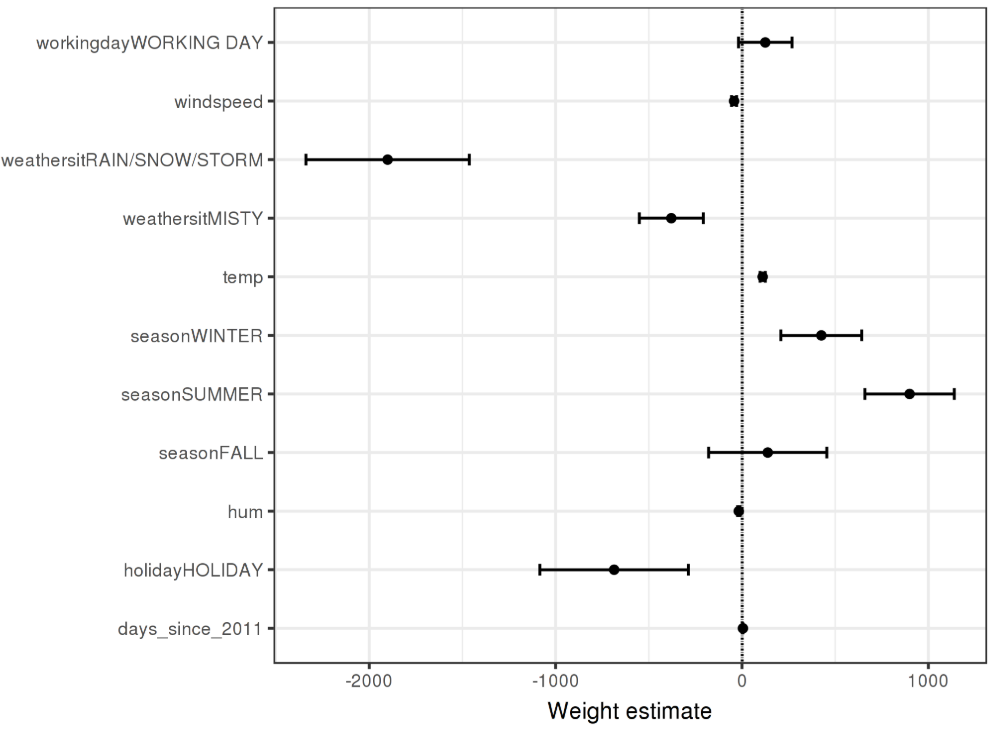 workingdayWORKING DAY
windspeed
weathersitRAIN/SNOW/STORM
weathersitMISTY
temp
seasonWINTER
seasonSUMMER
seasonFALL
hum
holidayHOLIDAY
days_since_2011
-2000 -1000 0 1000
Weight estimate